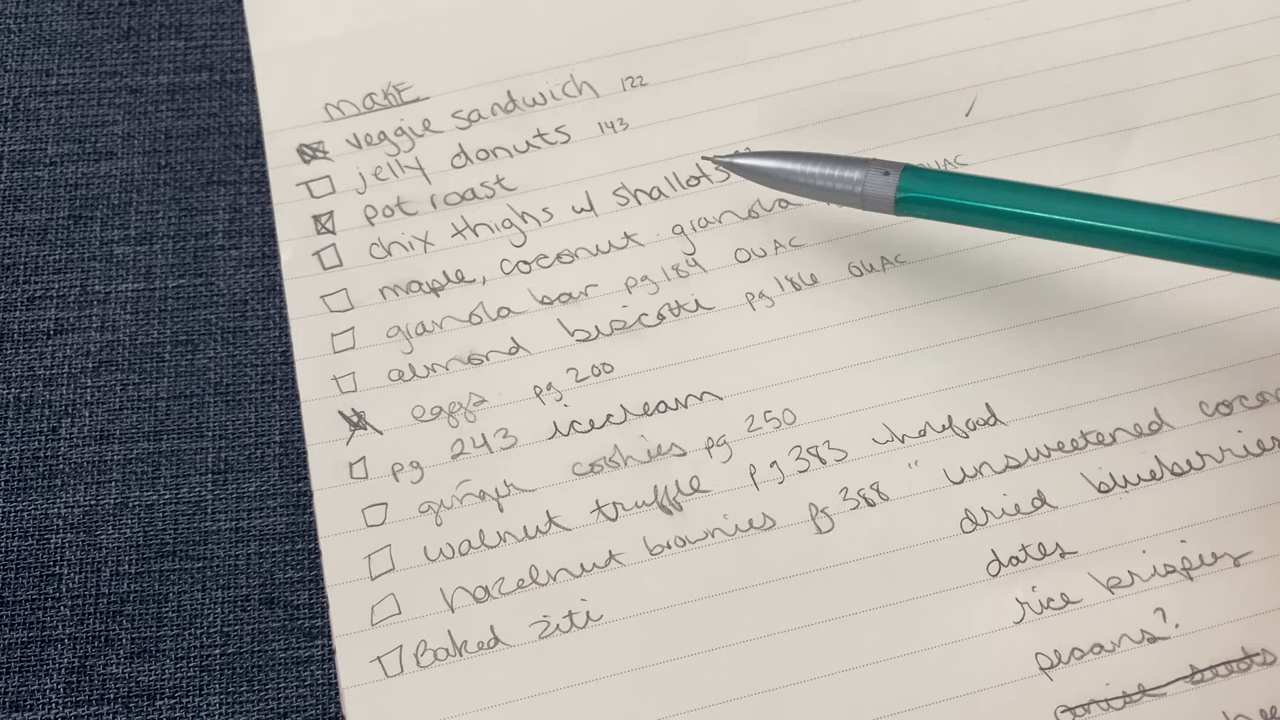 MAKE
veggie sandwich 122
jelly donuts 143
pot roast
chix thighs w/ shallots
maple, coconut granola OUAC
granola bar pg 184 OUAC
almond biscotti pg 186 OUAC
eggs pg 200
pg 243 icecream
ginger cookies pg 250
walnut truffle pg 383 wholefood
hazelnut brownies pg 388 "
Baked ziti
unsweetened
dried blueberries
dates
rice krispies
pecans?